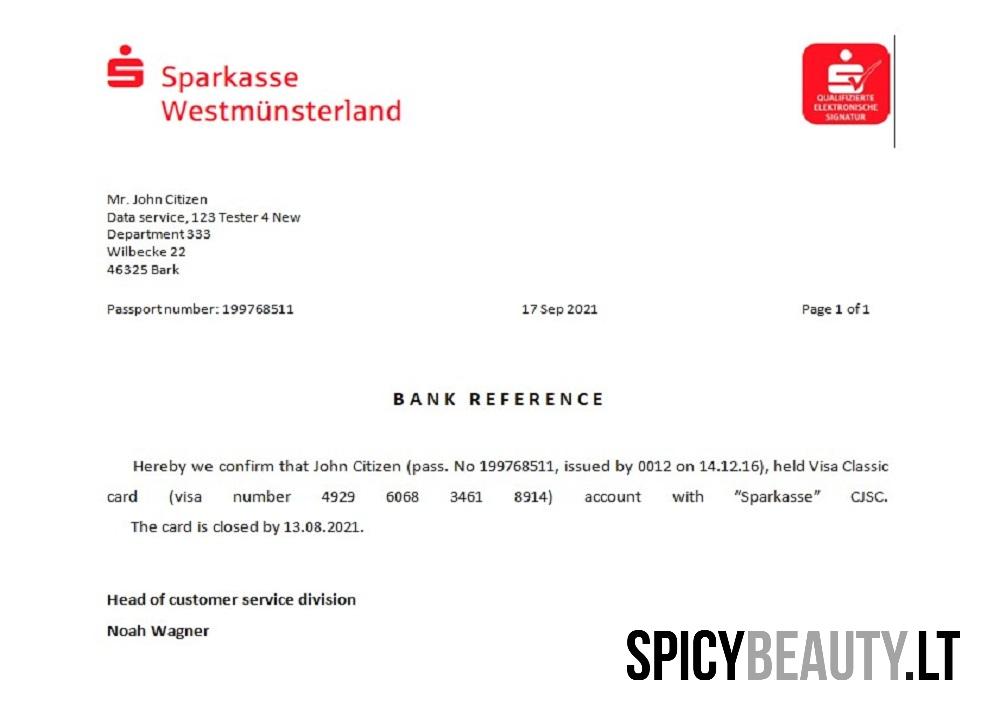 Sparkasse
Westmünsterland
QUALIFIZIERTE
ELEKTRONISCHE
SIGNATUR
Mr. John Citizen
Data service, 123 Tester 4 New
Department 333
Wilbecke 22
46325 Bark
Passport number: 199768511 17 Sep 2021 Page 1 of 1
BANK REFERENCE
Hereby we confirm that John Citizen (pass. No 199768511, issued by 0012 on 14.12.16), held Visa Classic
card (visa number 4929 6068 3461 8914) account with “Sparkasse” CJSC.
The card is closed by 13.08.2021.
Head of customer service division
Noah Wagner
SPICYBEAUTY.LT